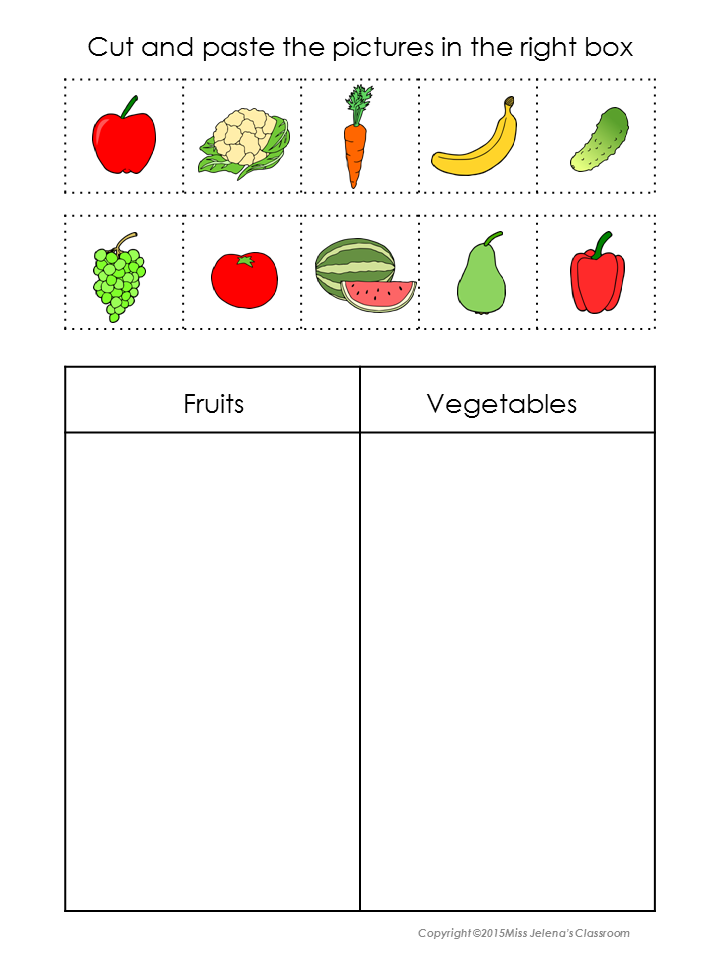 Cut and paste the pictures in the right box
Fruits
Vegetables
Copyright ©2015Miss Jelena's Classroom